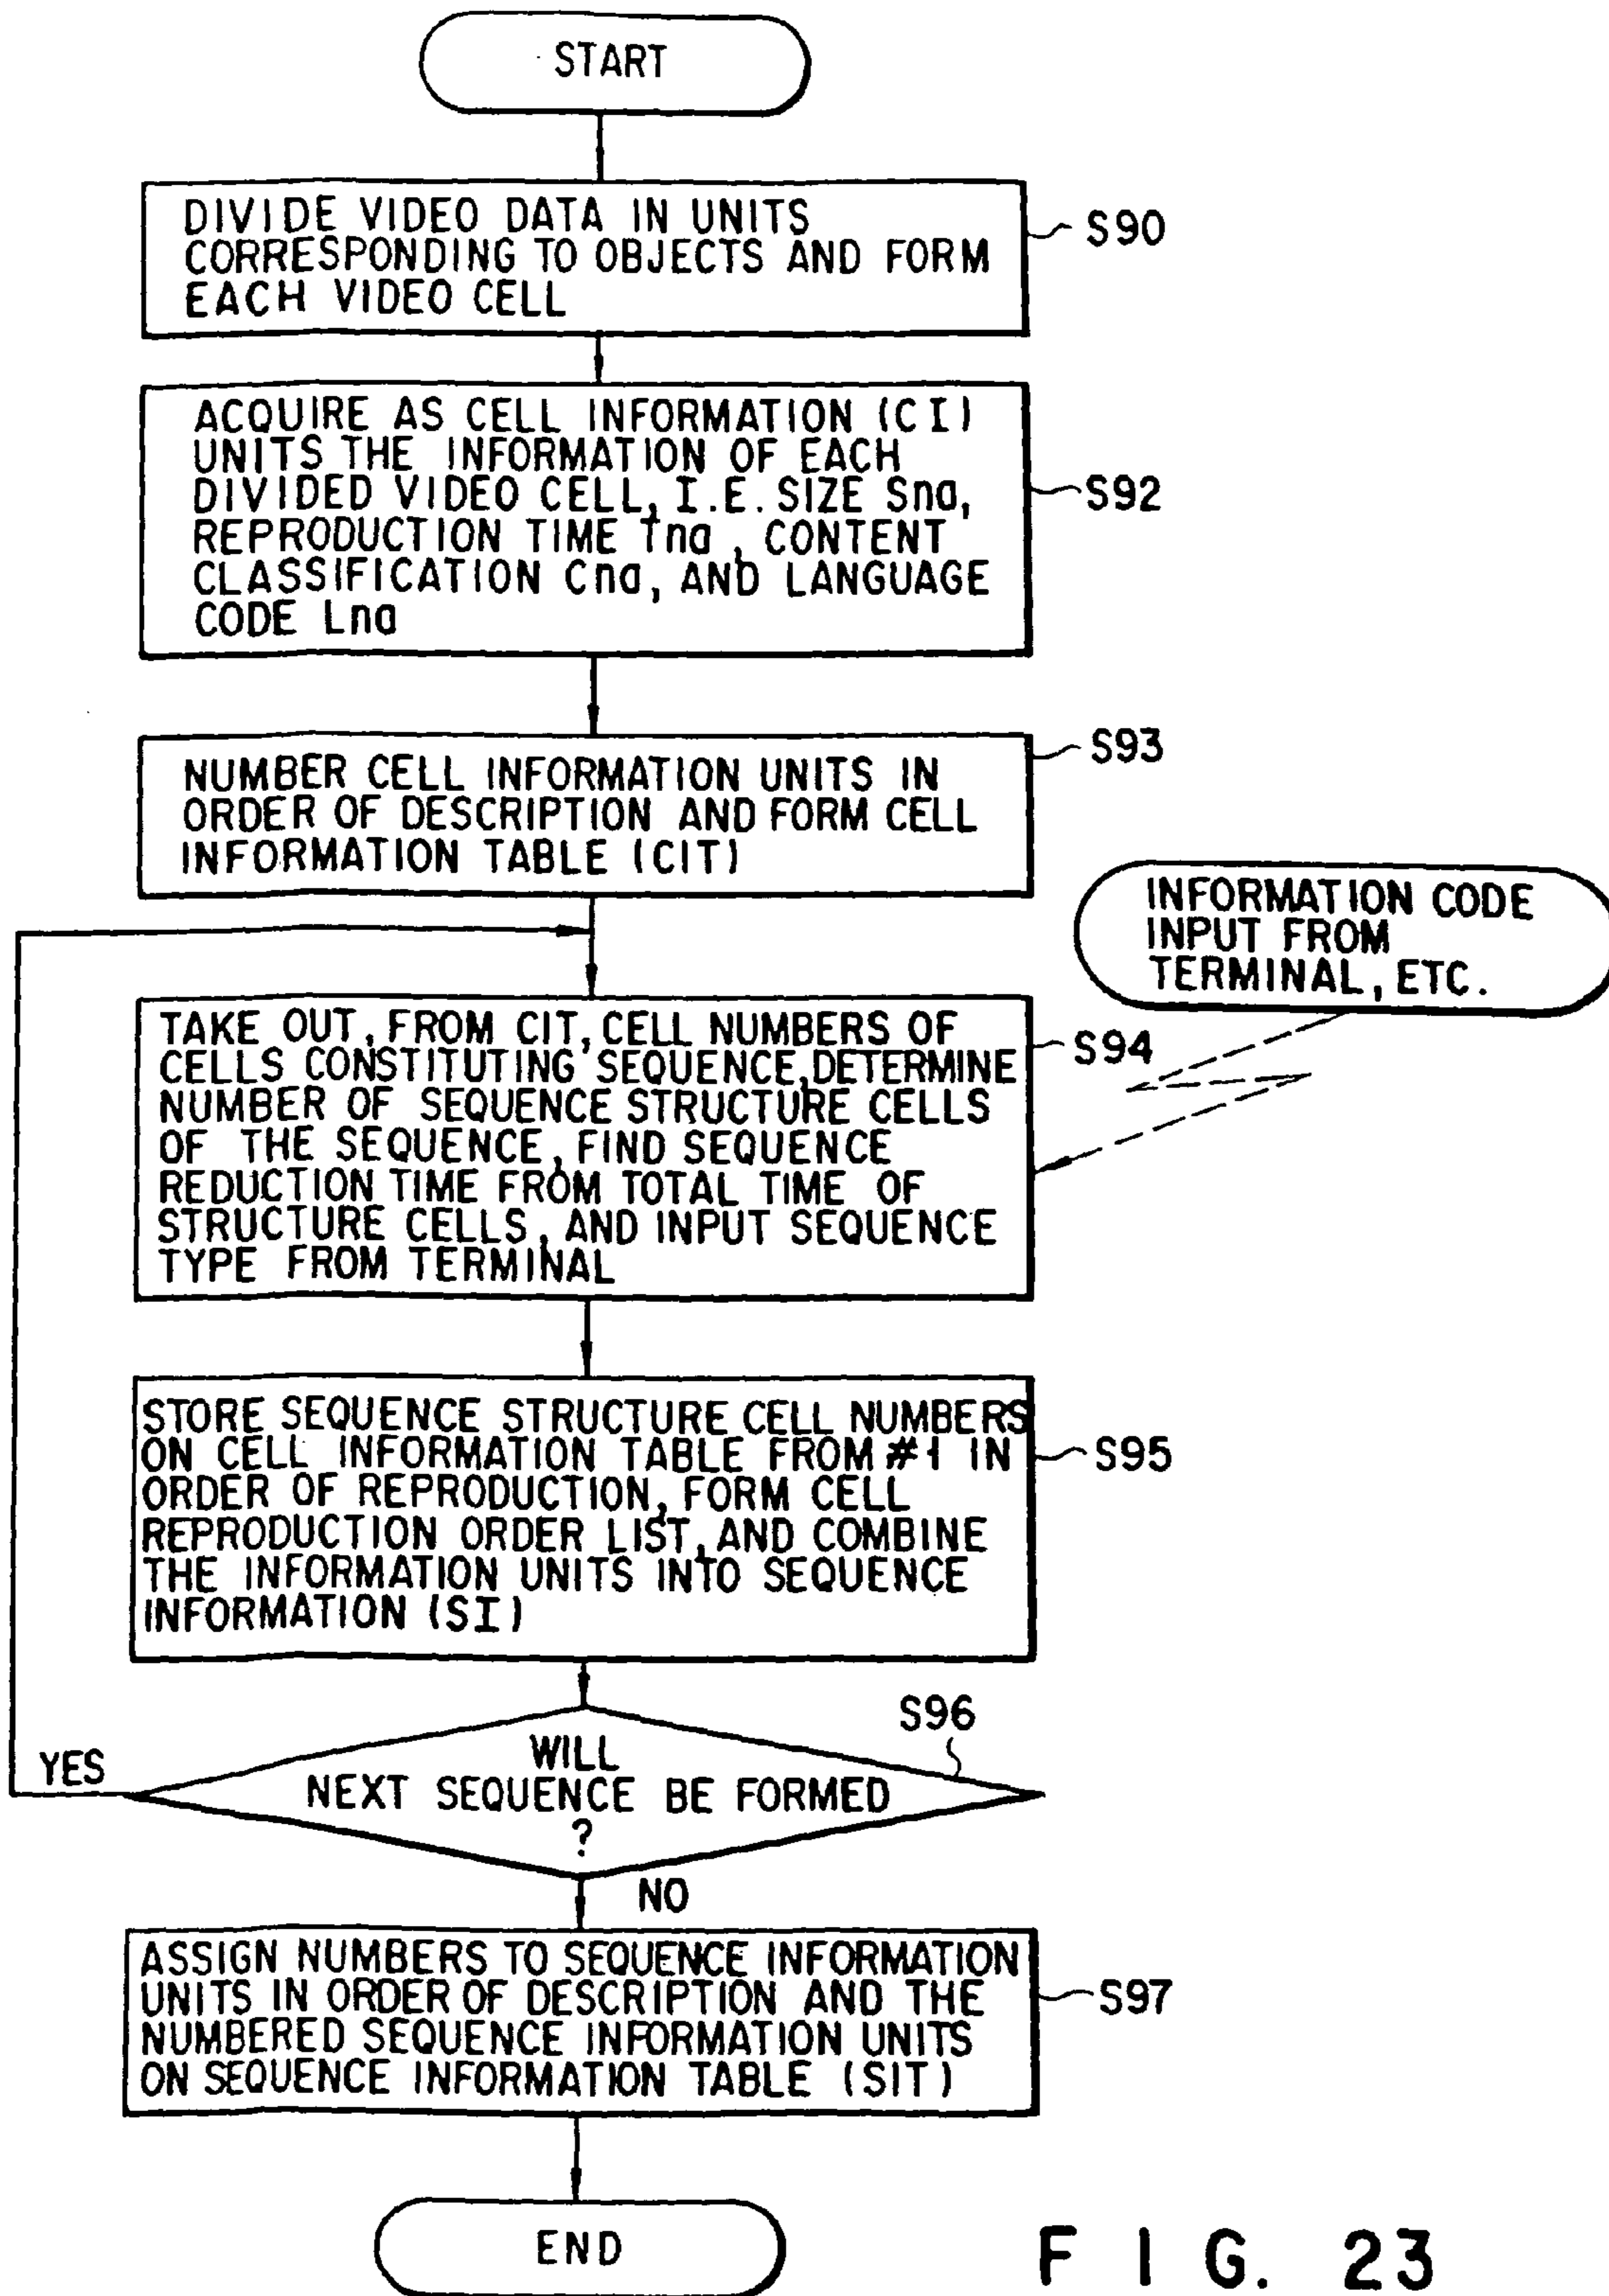 START
DIVIDE VIDEO DATA IN UNITS
CORRESPONDING TO OBJECTS AND FORM
EACH VIDEO CELL
S90
ACQUIRE AS CELL INFORMATION (CI)
UNITS THE INFORMATION OF EACH
DIVIDED VIDEO CELL, I.E. SIZE Sna,
REPRODUCTION TIME Tna, CONTENT
CLASSIFICATION Cna, AND LANGUAGE
CODE Lna
S92
NUMBER CELL INFORMATION UNITS IN
ORDER OF DESCRIPTION AND FORM CELL
INFORMATION TABLE (CIT)
S93
INFORMATION CODE
INPUT FROM
TERMINAL, ETC.
TAKE OUT, FROM CIT, CELL NUMBERS OF
CELLS CONSTITUTING SEQUENCE, DETERMINE
NUMBER OF SEQUENCE STRUCTURE CELLS
OF THE SEQUENCE, FIND SEQUENCE
REDUCTION TIME FROM TOTAL TIME OF
STRUCTURE CELLS, AND INPUT SEQUENCE
TYPE FROM TERMINAL
S94
STORE SEQUENCE STRUCTURE CELL NUMBERS
ON CELL INFORMATION TABLE FROM #1 IN
ORDER OF REPRODUCTION, FORM CELL
REPRODUCTION ORDER LIST, AND COMBINE
THE INFORMATION UNITS INTO SEQUENCE
INFORMATION (SI)
S95
S96
WILL
NEXT SEQUENCE BE FORMED
?
YES
NO
ASSIGN NUMBERS TO SEQUENCE INFORMATION
UNITS IN ORDER OF DESCRIPTION AND THE
NUMBERED SEQUENCE INFORMATION UNITS
ON SEQUENCE INFORMATION TABLE (SIT)
S97
END
FIG. 23